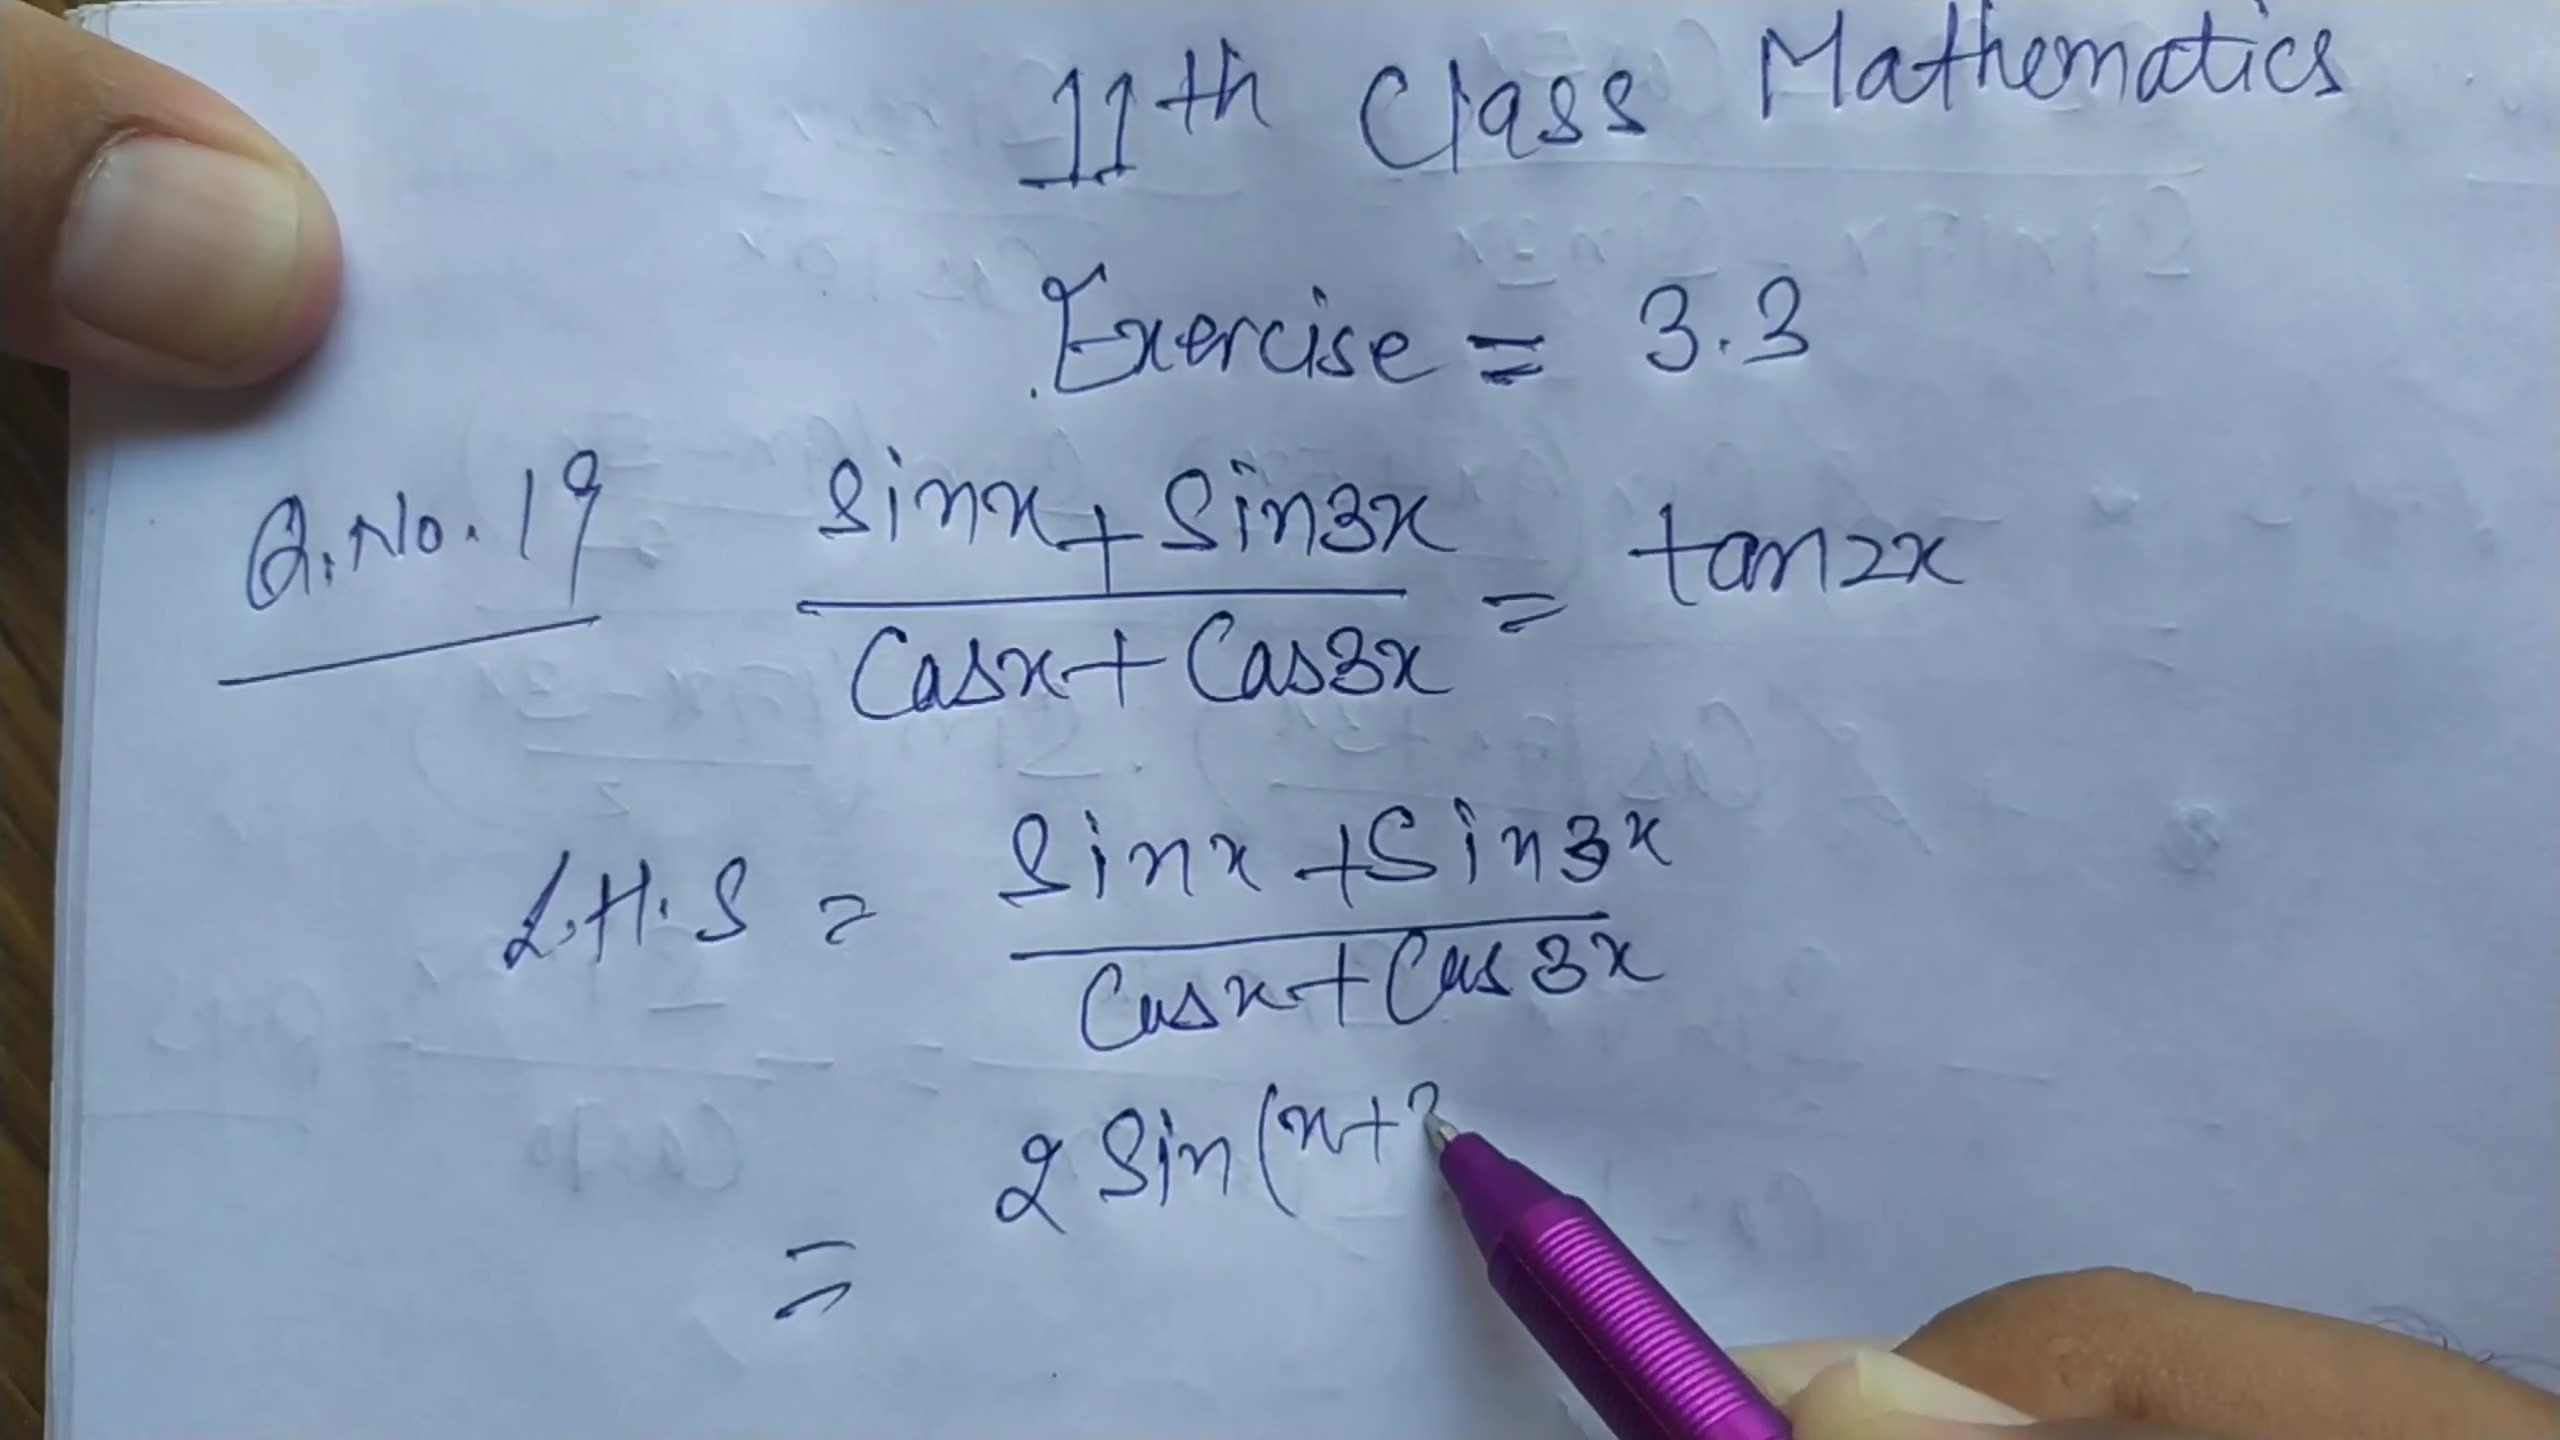 11th Class Mathematics
Exercise = 3.3
Q.No.19 sinx + Sin3x / Cosx + Cos3x = tan2x
L.H.S = Sinx + Sin3x / Cosx + Cos3x
= 2 Sin (x+